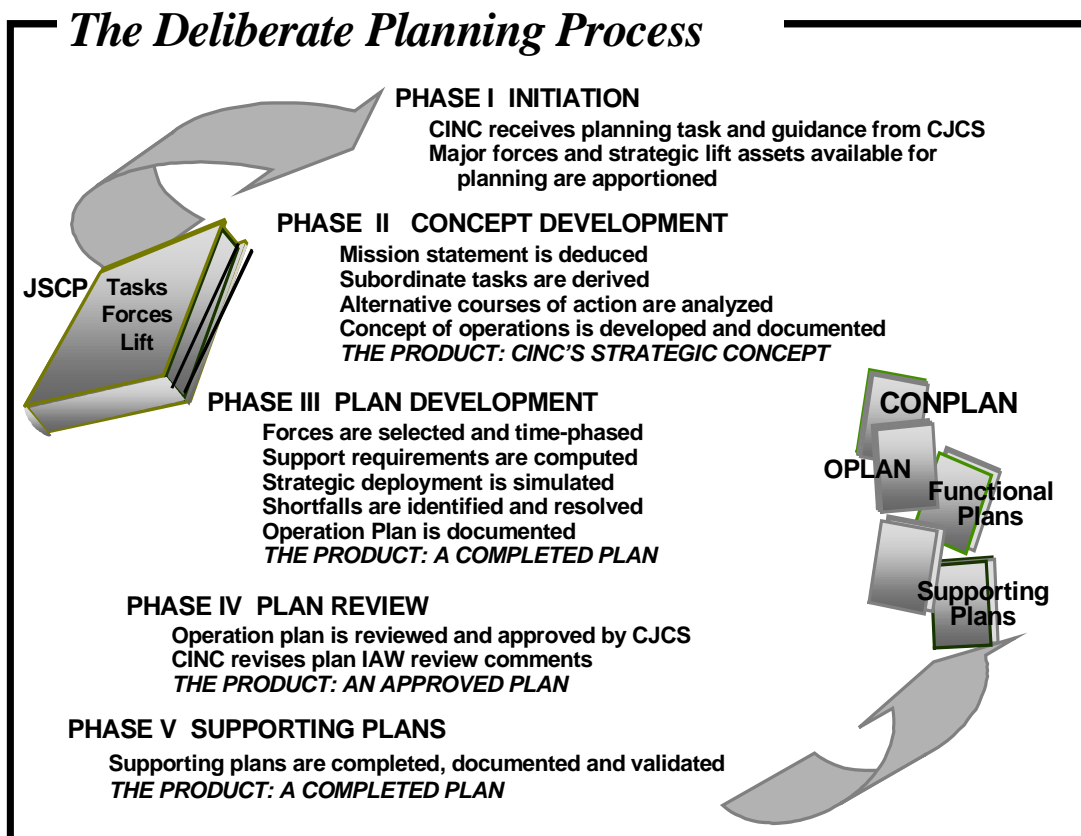 The Deliberate Planning Process
PHASE I INITIATION
CINC receives planning task and guidance from CJCS
Major forces and strategic lift assets available for
planning are apportioned
PHASE II CONCEPT DEVELOPMENT
Mission statement is deduced
Subordinate tasks are derived
Alternative courses of action are analyzed
Concept of operations is developed and documented
THE PRODUCT: CINC'S STRATEGIC CONCEPT
JSCP
Tasks
Forces
Lift
PHASE III PLAN DEVELOPMENT
Forces are selected and time-phased
Support requirements are computed
Strategic deployment is simulated
Shortfalls are identified and resolved
Operation Plan is documented
THE PRODUCT: A COMPLETED PLAN
CONPLAN
OPLAN
Functional
Plans
Supporting
Plans
PHASE IV PLAN REVIEW
Operation plan is reviewed and approved by CJCS
CINC revises plan IAW review comments
THE PRODUCT: AN APPROVED PLAN
PHASE V SUPPORTING PLANS
Supporting plans are completed, documented and validated
THE PRODUCT: A COMPLETED PLAN